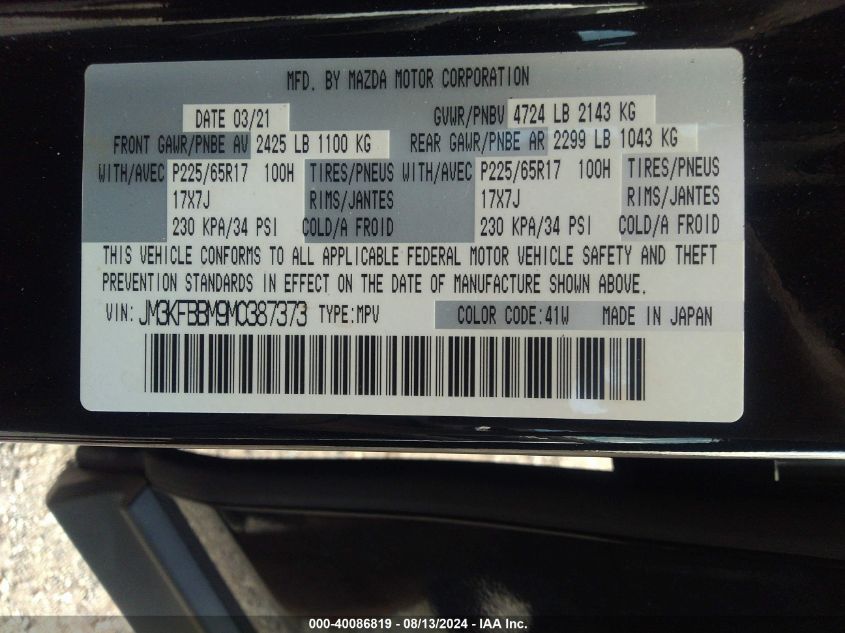 MFD. BY MAZDA MOTOR CORPORATION
DATE 03/21 GVWR/PNBV 4724 LB 2143 KG
FRONT GAWR/PNBE AV 2425 LB 1100 KG REAR GAWR/PNBE AR 2299 LB 1043 KG
WITH/AVEC P225/65R17 100H TIRES/PNEUS WITH/AVEC P225/65R17 100H TIRES/PNEUS
17X7J RIMS/JANTES 17X7J RIMS/JANTES
230 KPA/34 PSI COLD/A FROID 230 KPA/34 PSI COLD/A FROID
THIS VEHICLE CONFORMS TO ALL APPLICABLE FEDERAL MOTOR VEHICLE SAFETY AND THEFT
PREVENTION STANDARDS IN EFFECT ON THE DATE OF MANUFACTURE SHOWN ABOVE.
VIN: JM3KFBBM9M0387373 TYPE:MPV COLOR CODE:41W MADE IN JAPAN
000-40086819 - 08/13/2024 - IAA Inc.